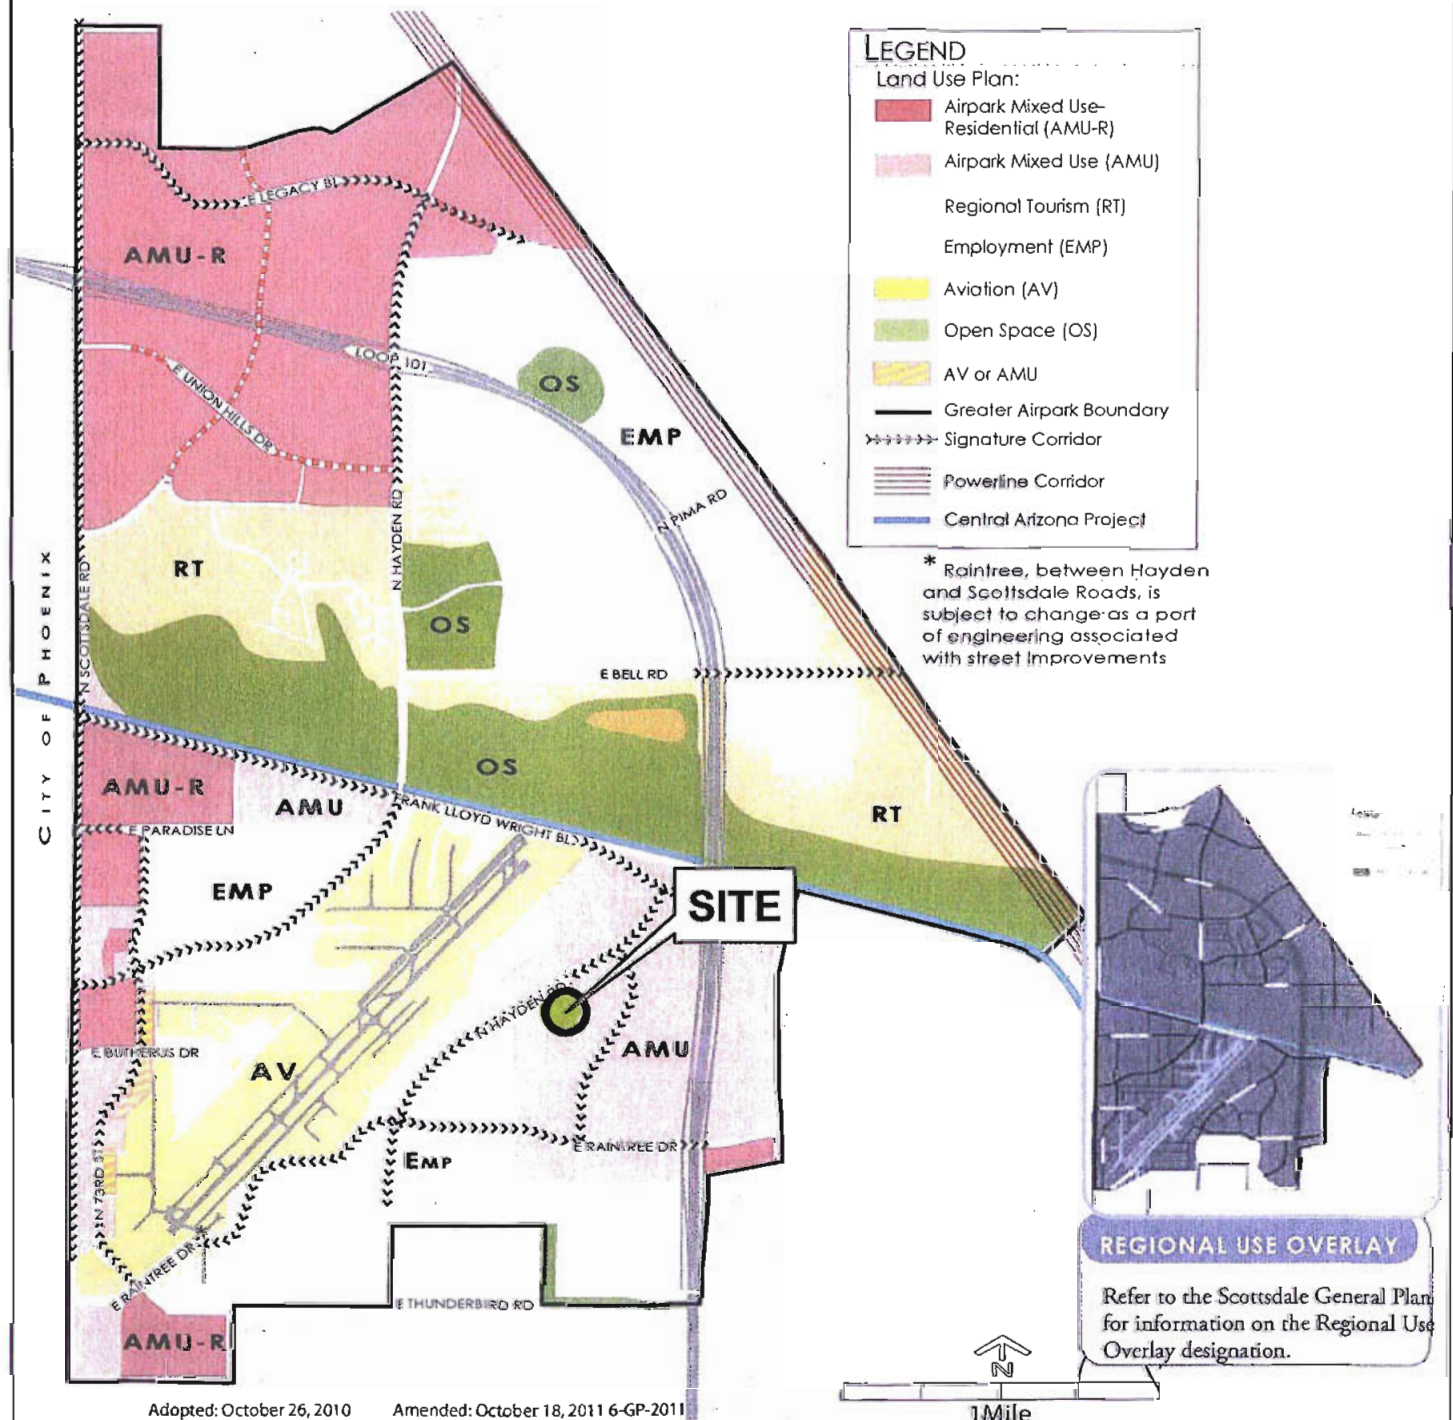 LEGEND
Land Use Plan:
Airpark Mixed Use-
Residential (AMU-R)
Airpark Mixed Use (AMU)
Regional Tourism (RT)
Employment (EMP)
Aviation (AV)
Open Space (OS)
AV or AMU
Greater Airpark Boundary
Signature Corridor
Powerline Corridor
Central Arizona Project
* Raintree, between Hayden
and Scottsdale Roads, is
subject to change as a part
of engineering associated
with street Improvements
E LEGACY BL
AMU-R
LOOP 101
OS
E UNION HILLS DR
EMP
N PIMA RD
N HAYDEN RD
CITY OF PHOENIX
N SCOTTSDALE RD
RT
OS
E BELL RD
OS
AMU-R
AMU
FRANK LLOYD WRIGHT BL
RT
E PARADISE LN
EMP
SITE
N HAYDEN RD
E BUTHERUS DR
AV
AMU
E RAINTREE DR
EMP
N 73RD ST
E RAINTREE DR
E THUNDERBIRD RD
AMU-R
REGIONAL USE OVERLAY
Refer to the Scottsdale General Plan
for information on the Regional Use
Overlay designation.
N
1 Mile
Adopted: October 26, 2010 Amended: October 18, 2011 6-GP-2011